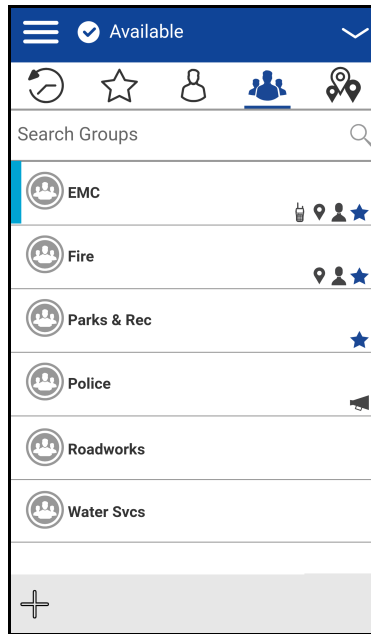 Available
Search Groups
EMC
Fire
Parks & Rec
Police
Roadworks
Water Svcs